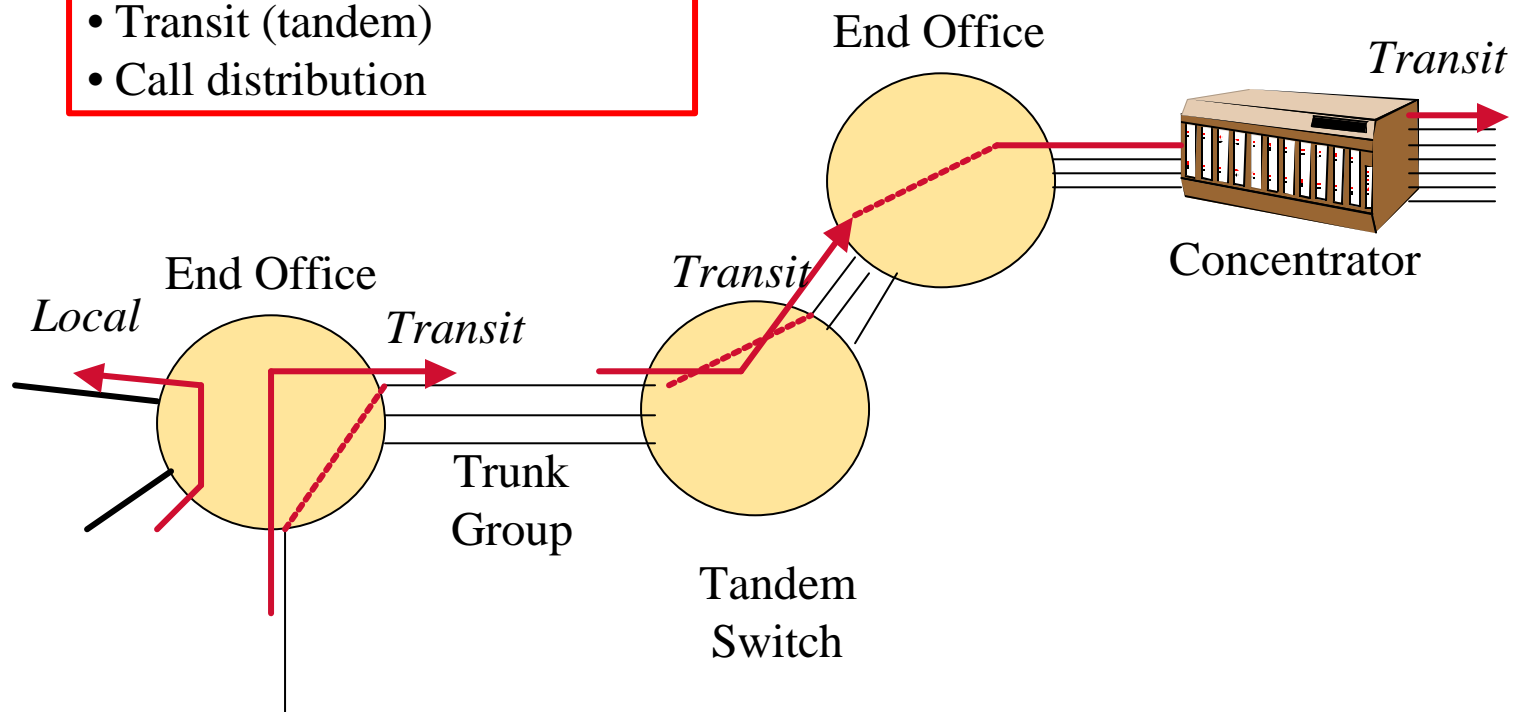 • Transit (tandem)
• Call distribution
End Office
Transit
Concentrator
End Office
Transit
Local
Transit
Trunk
Group
Tandem
Switch